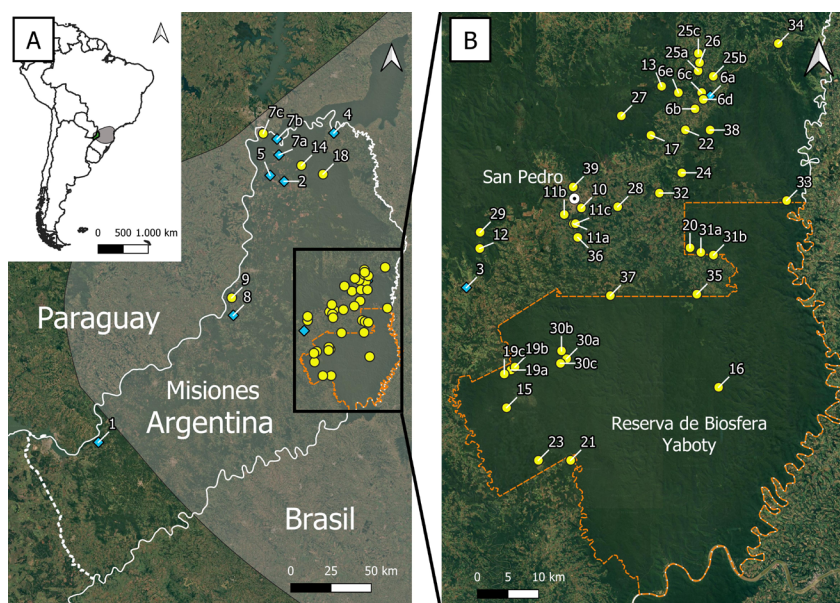 A
0 500 1.000 km
7c
7b
4
7a
14
5
18
2
9
8
Paraguay
Misiones
Argentina
1
Brasil
0 25 50 km
B
34
25c
26
25a
25b
13
6e
6c
6a
27
6d
6b
17
22
38
39
24
San Pedro
11b
10
28
32
33
11c
29
11a
20
31a
31b
12
36
3
37
35
30b
30a
19c
19b
30c
19a
16
15
Reserva de Biosfera
Yaboty
23
21
0 5 10 km